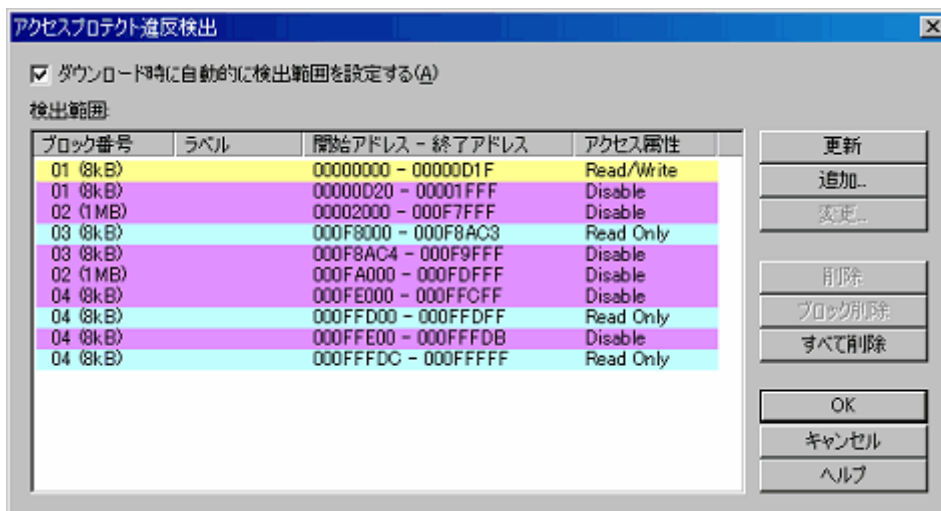 アクセスプロテクト違反検出
ダウンロード時に自動的に検出範囲を設定する(A)
検出範囲:
ブロック番号 ラベル 開始アドレス - 終了アドレス アクセス属性
01 (8kB) 00000000 - 00000D1F Read/Write
01 (8kB) 00000D20 - 00001FFF Disable
02 (1MB) 00002000 - 000F7FFF Disable
03 (8kB) 000F8000 - 000F8AC3 Read Only
03 (8kB) 000F8AC4 - 000F9FFF Disable
02 (1MB) 000FA000 - 000FDFFF Disable
04 (8kB) 000FE000 - 000FFCFF Disable
04 (8kB) 000FFD00 - 000FFDFF Read Only
04 (8kB) 000FFE00 - 000FFFDB Disable
04 (8kB) 000FFFDC - 000FFFFF Read Only
更新
追加...
変更...
削除
ブロック削除
すべて削除
OK
キャンセル
ヘルプ